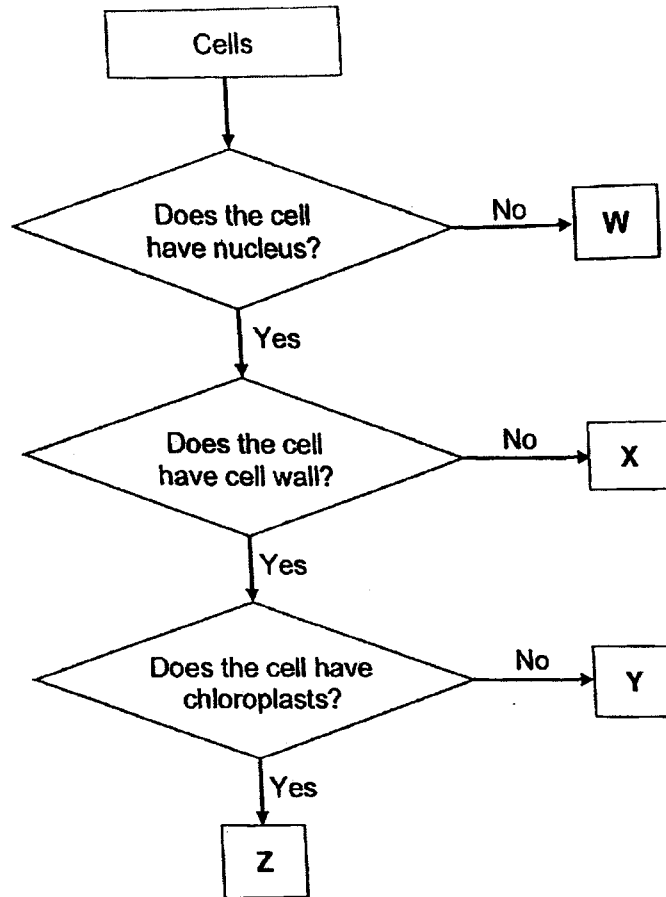 Cells
Does the cell
have nucleus?
No
W
Yes
Does the cell
have cell wall?
No
X
Yes
Does the cell have
chloroplasts?
No
Y
Yes
Z